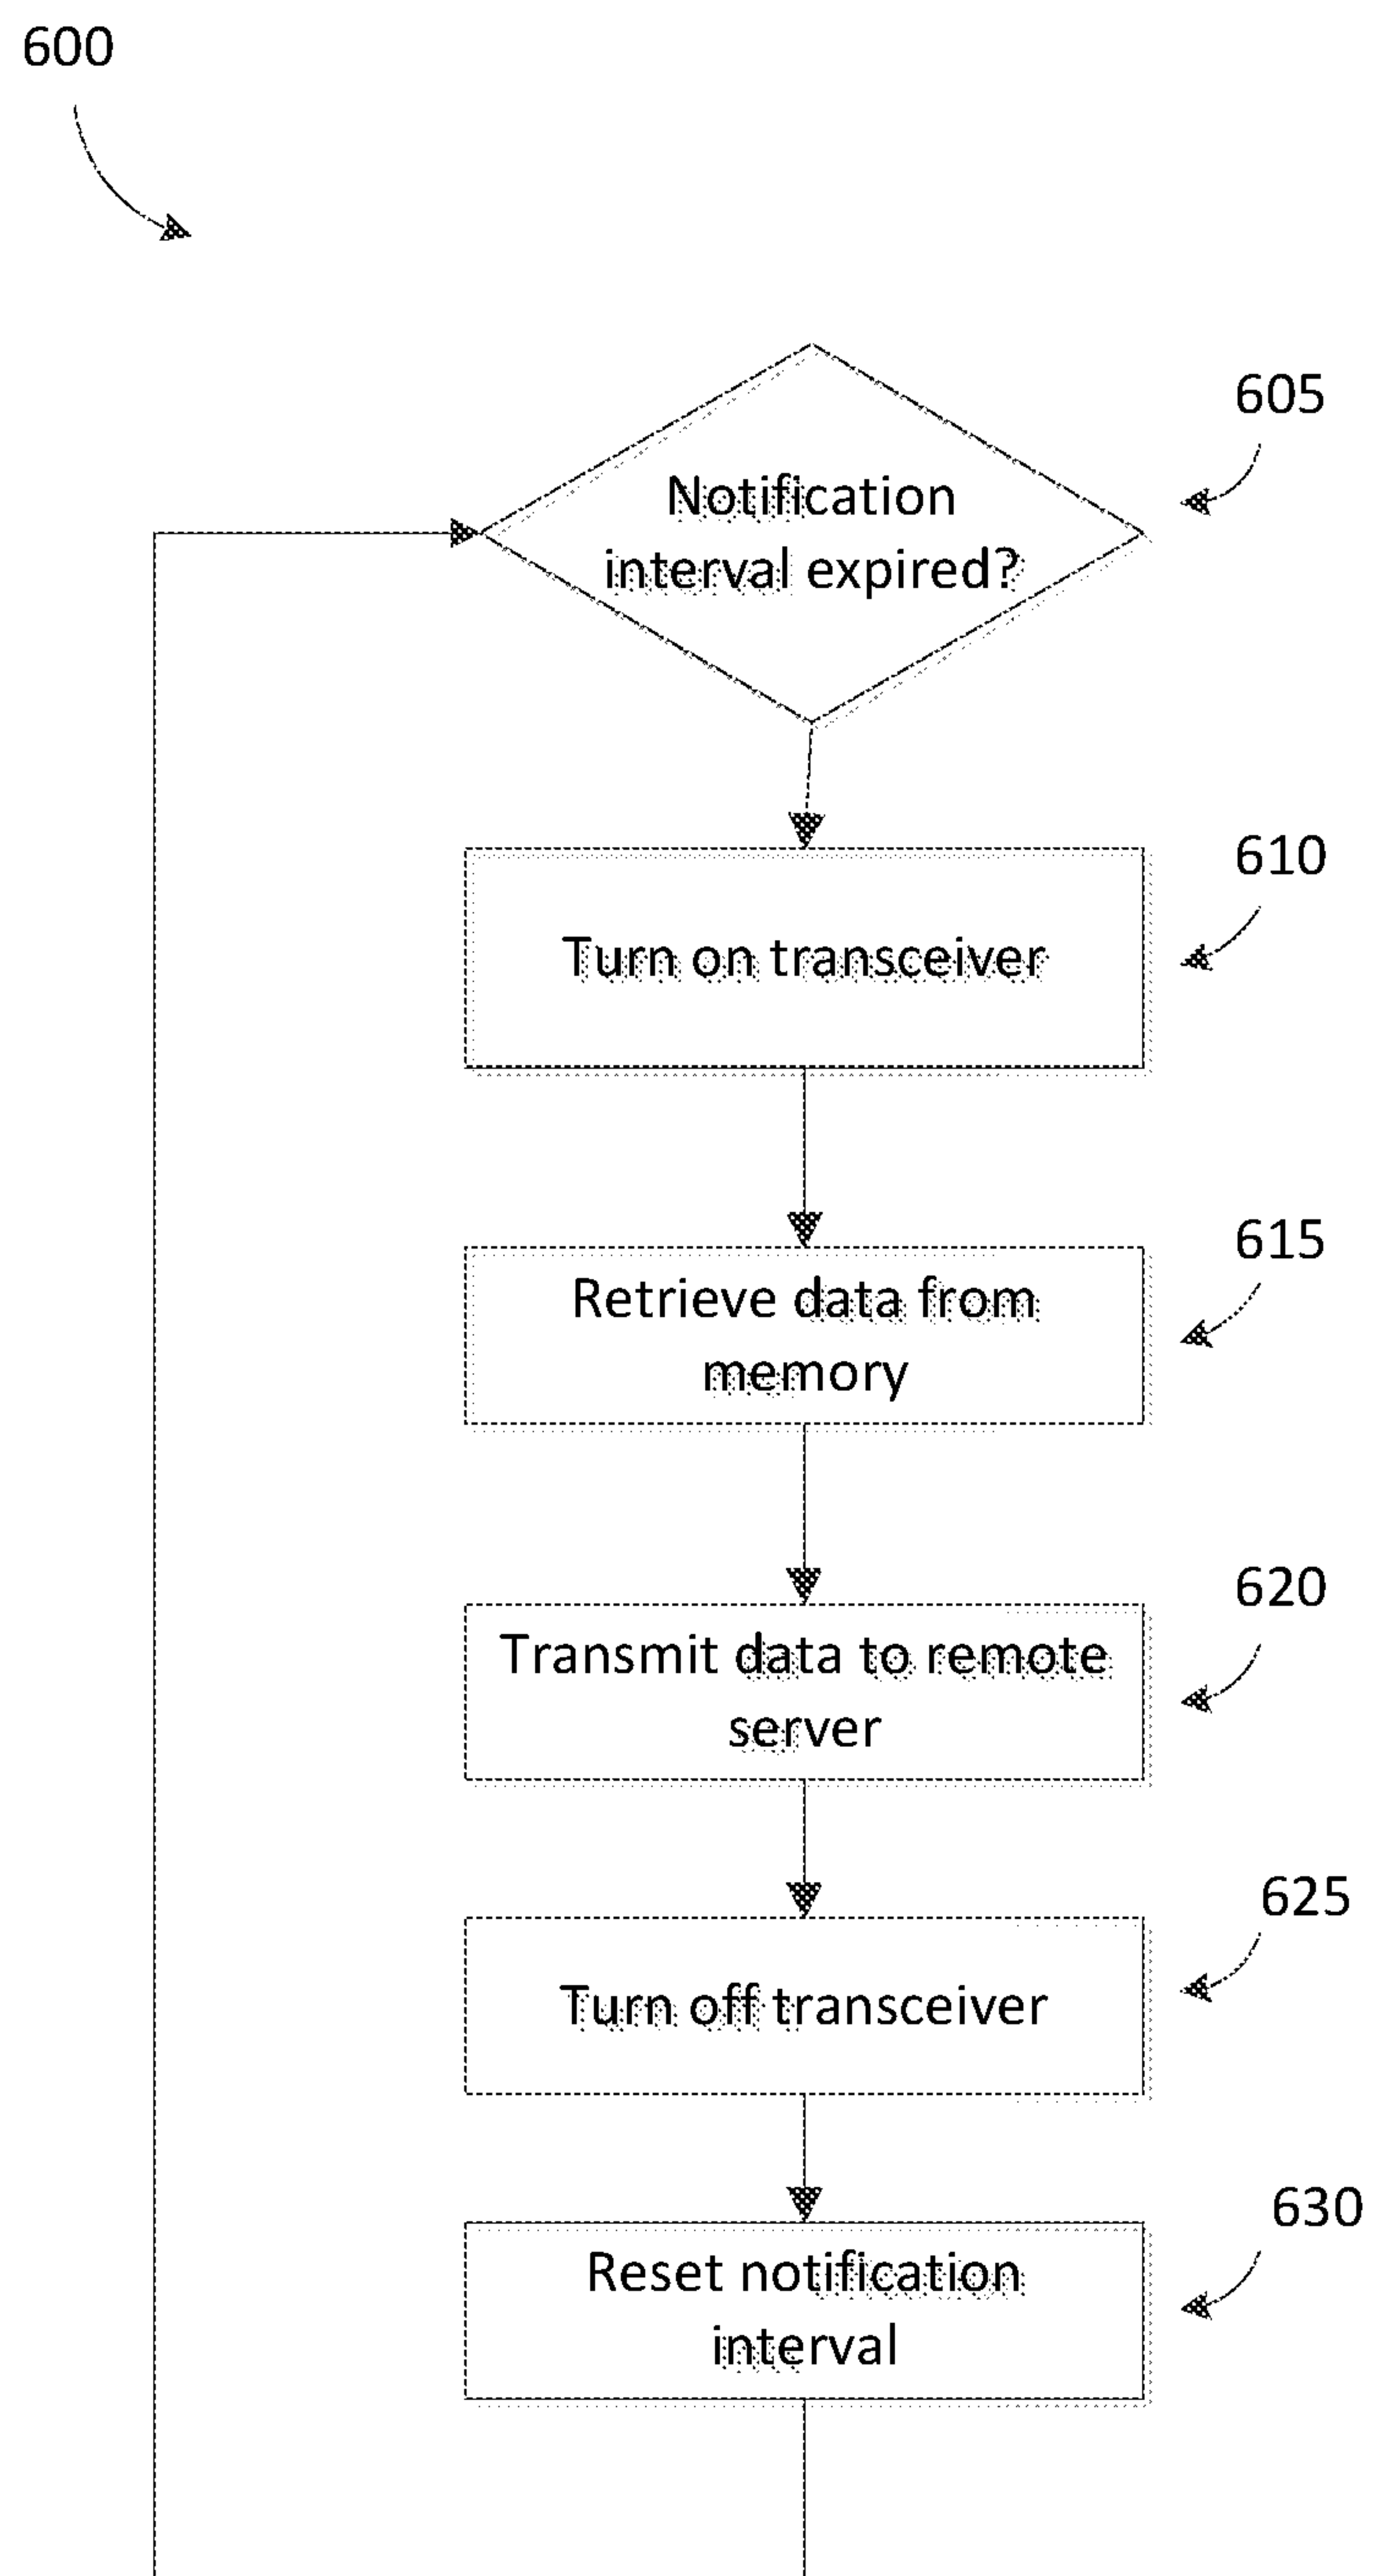 600
605
Notification
interval expired?
610
Turn on transceiver
615
Retrieve data from
memory
620
Transmit data to remote
server
625
Turn off transceiver
630
Reset notification
interval